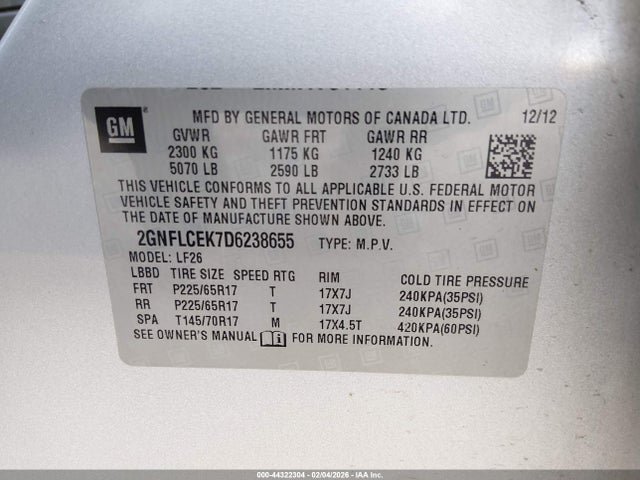 GM
MFD BY GENERAL MOTORS OF CANADA LTD. 12/12
GVWR GAWR FRT GAWR RR
2300 KG 1175 KG 1240 KG
5070 LB 2590 LB 2733 LB
THIS VEHICLE CONFORMS TO ALL APPLICABLE U.S. FEDERAL MOTOR
VEHICLE SAFETY AND THEFT PREVENTION STANDARDS IN EFFECT ON
THE DATE OF MANUFACTURE SHOWN ABOVE.
2GNFLCEK7D6238655 TYPE: M.P.V.
MODEL: LF26
LBBD TIRE SIZE SPEED RTG RIM COLD TIRE PRESSURE
FRT P225/65R17 T 17X7J 240KPA(35PSI)
RR P225/65R17 T 17X7J 240KPA(35PSI)
SPA T145/70R17 M 17X4.5T 420KPA(60PSI)
SEE OWNER'S MANUAL FOR MORE INFORMATION.
000-44322304 - 02/04/2026 - IAAI.COM